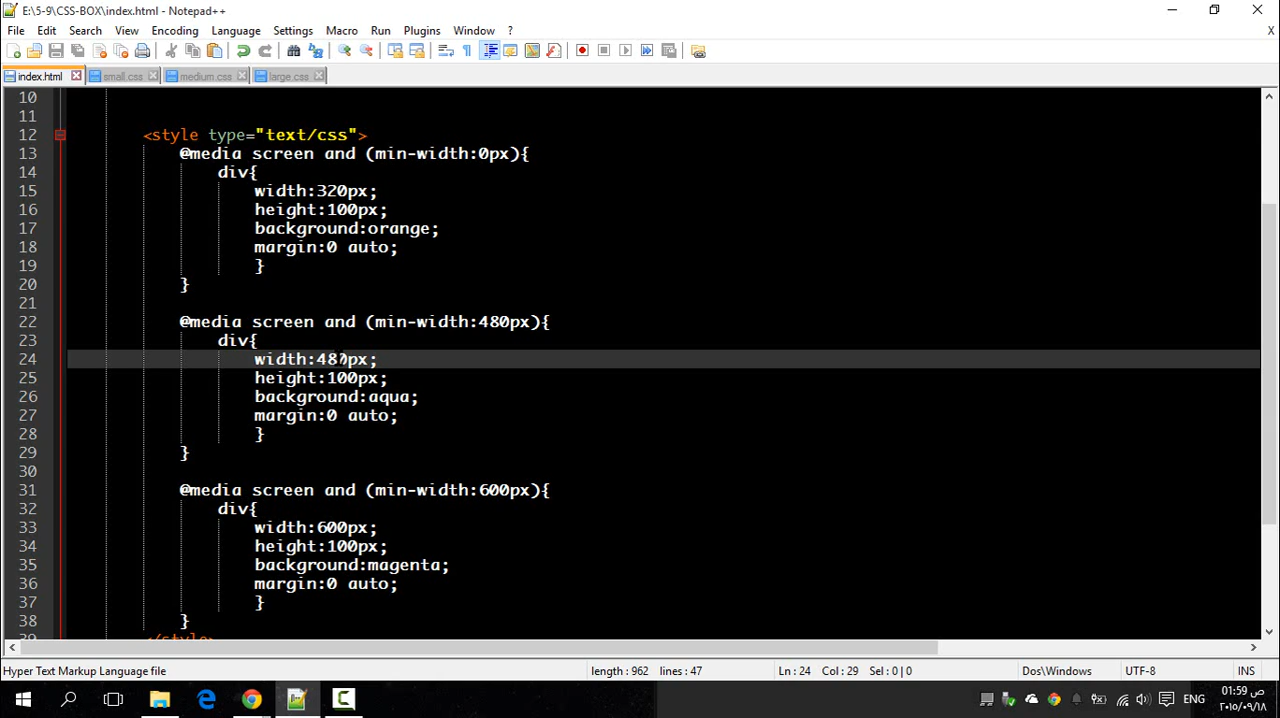 E:\5-9\CSS-BOX\index.html - Notepad++
File Edit Search View Encoding Language Settings Macro Run Plugins Window ? X
index.html small.css medium.css large.css
10
11
12 <style type="text/css">
13 @media screen and (min-width:0px){
14 div{
15 width:320px;
16 height:100px;
17 background:orange;
18 margin:0 auto;
19 }
20 }
21
22 @media screen and (min-width:480px){
23 div{
24 width:480px;
25 height:100px;
26 background:aqua;
27 margin:0 auto;
28 }
29 }
30
31 @media screen and (min-width:600px){
32 div{
33 width:600px;
34 height:100px;
35 background:magenta;
36 margin:0 auto;
37 }
38 }
39 </style>
Hyper Text Markup Language file length : 962 lines : 47 Ln : 24 Col : 29 Sel : 0 | 0 Dos\Windows UTF-8 INS
ENG 01:59 ص
٢٠١٥/٠٩/١٨